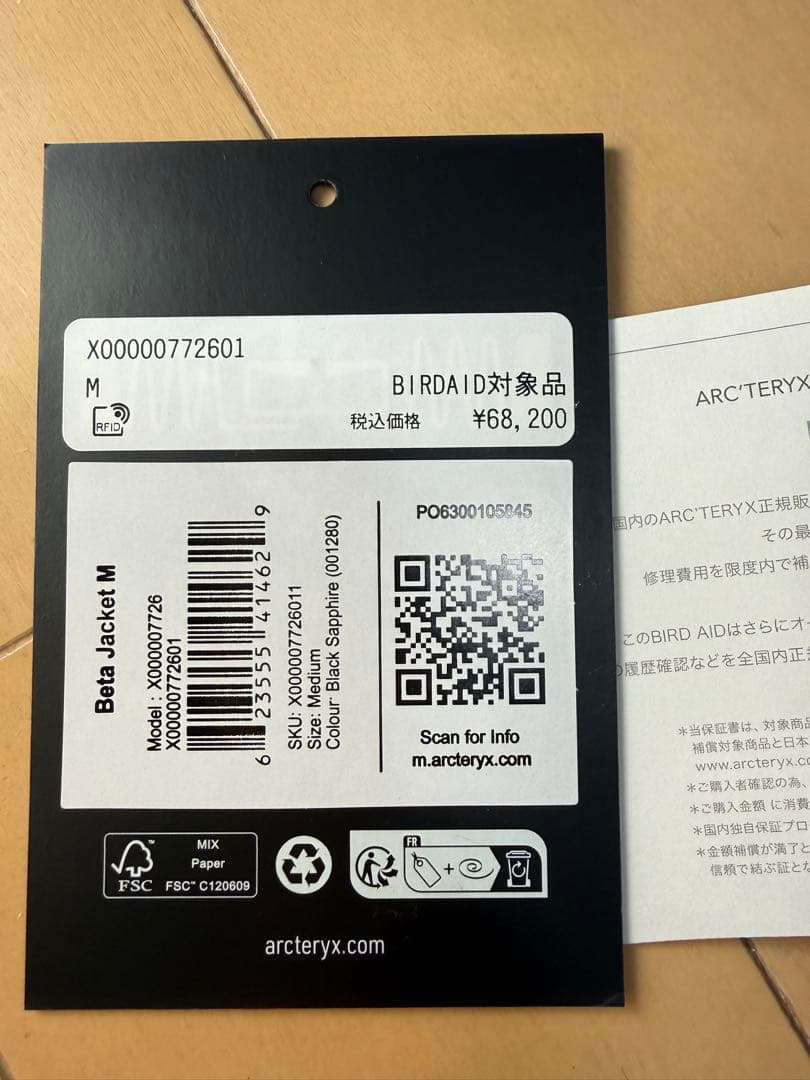 X00000772601
M
BIRDAID対象品
RFID
税込価格 ¥68,200
Beta Jacket M
Model : X000007726
X00000772601
6 23555 41462 9
SKU: X000007726011
Size: Medium
Colour: Black Sapphire (001280)
PO6300105845
Scan for Info
m.arcteryx.com
FSC™
MIX
Paper
FSC™ C120609
FR
arcteryx.com
ARC'TERYX
国内のARC'TERYX正規販
その最
修理費用を限度内で補
このBIRD AIDはさらにオー
の履歴確認などを全国内正規
*当保証書は、対象商品
補償対象商品と日本
www.arcteryx.co
*ご購入者確認の為、
*ご購入金額 に消費
*国内独自保証プロ
*金額補償が満了と
信頼で結ぶ証とな